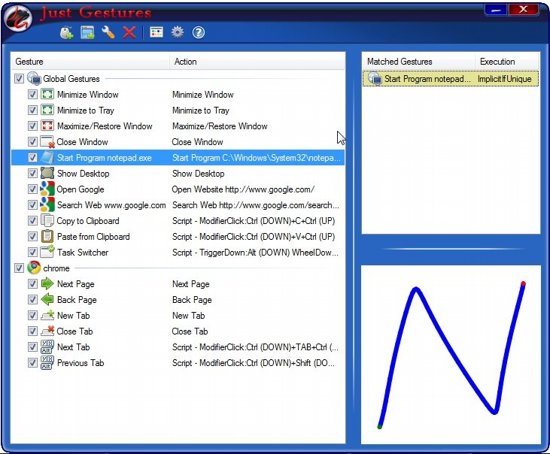 Just Gestures
Gesture Action
Global Gestures
Minimize Window Minimize Window
Minimize to Tray Minimize to Tray
Maximize/Restore Window Maximize/Restore Window
Close Window Close Window
Start Program notepad.exe Start Program C:\Windows\System32\notepa...
Show Desktop Show Desktop
Open Google Open Website http://www.google.com/
Search Web www.google.com Search Web http://www.google.com/search...
Copy to Clipboard Script - ModifierClick:Ctrl (DOWN)+C+Ctrl (UP)
Paste from Clipboard Script - ModifierClick:Ctrl (DOWN)+V+Ctrl (UP)
Task Switcher Script - TriggerDown:Alt (DOWN) WheelDow...
chrome
Next Page Next Page
Back Page Back Page
New Tab New Tab
Close Tab Close Tab
Next Tab Script - ModifierClick:Ctrl (DOWN)+TAB+Ctrl (...
Previous Tab Script - ModifierClick:Ctrl (DOWN)+Shift (DO...
Matched Gestures Execution
Start Program notepad... ImplicitIfUnique